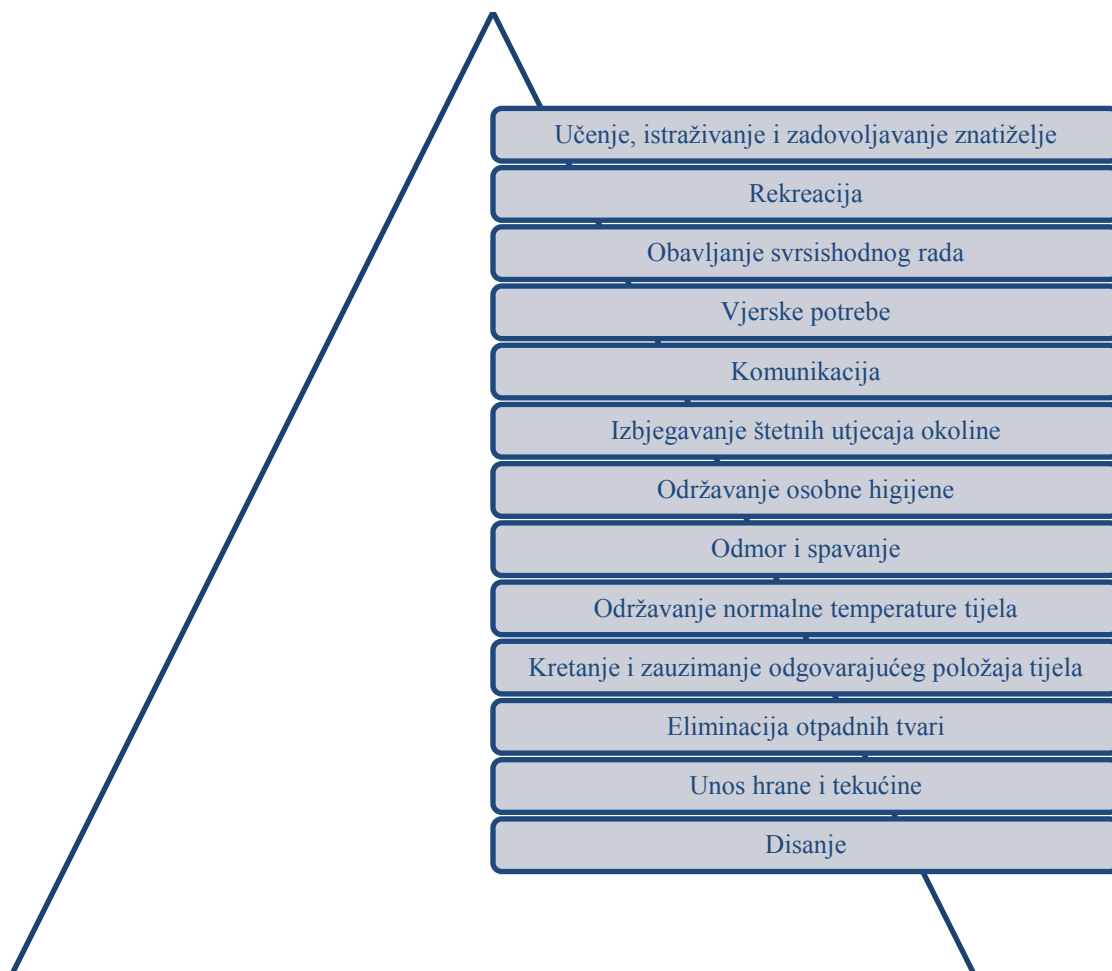 Učenje, istraživanje i zadovoljavanje znatiželje
Rekreacija
Obavljanje svrsishodnog rada
Vjerske potrebe
Komunikacija
Izbjegavanje štetnih utjecaja okoline
Održavanje osobne higijene
Odmor i spavanje
Održavanje normalne temperature tijela
Kretanje i zauzimanje odgovarajućeg položaja tijela
Eliminacija otpadnih tvari
Unos hrane i tekućine
Disanje